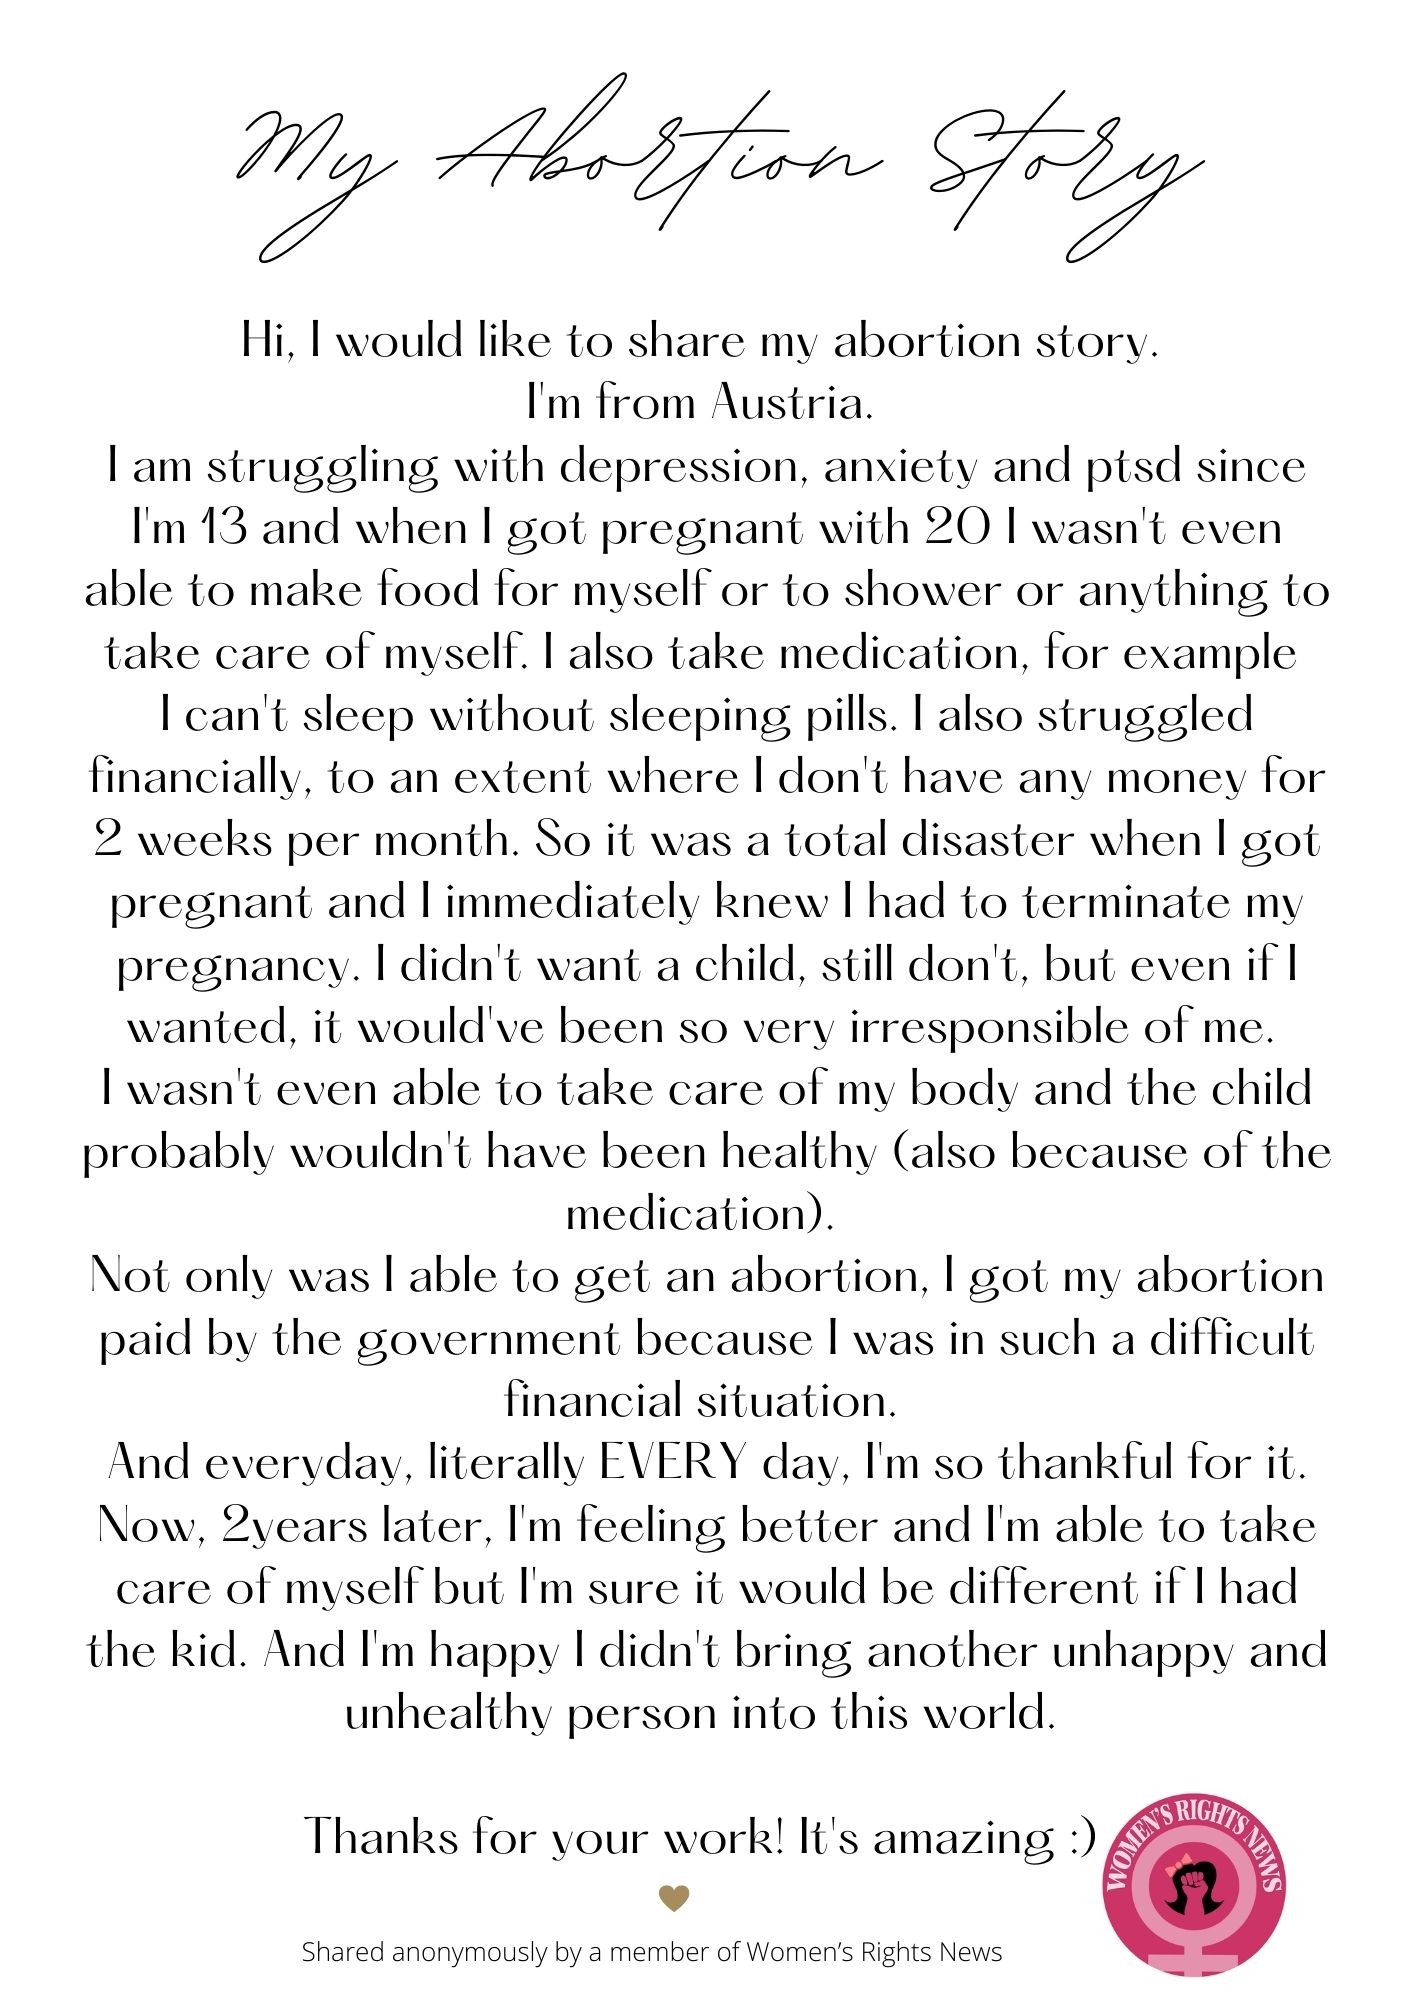 My Abortion Story
Hi, I would like to share my abortion story.
I'm from Austria.
I am struggling with depression, anxiety and ptsd since
I'm 13 and when I got pregnant with 20 I wasn't even
able to make food for myself or to shower or anything to
take care of myself. I also take medication, for example
I can't sleep without sleeping pills. I also struggled
financially, to an extent where I don't have any money for
2 weeks per month. So it was a total disaster when I got
pregnant and I immediately knew I had to terminate my
pregnancy. I didn't want a child, still don't, but even if I
wanted, it would've been so very irresponsible of me.
I wasn't even able to take care of my body and the child
probably wouldn't have been healthy (also because of the
medication).
Not only was I able to get an abortion, I got my abortion
paid by the government because I was in such a difficult
financial situation.
And everyday, literally EVERY day, I'm so thankful for it.
Now, 2years later, I'm feeling better and I'm able to take
care of myself but I'm sure it would be different if I had
the kid. And I'm happy I didn't bring another unhappy and
unhealthy person into this world.
Thanks for your work! It's amazing :)
WOMEN'S RIGHTS NEWS
Shared anonymously by a member of Women's Rights News